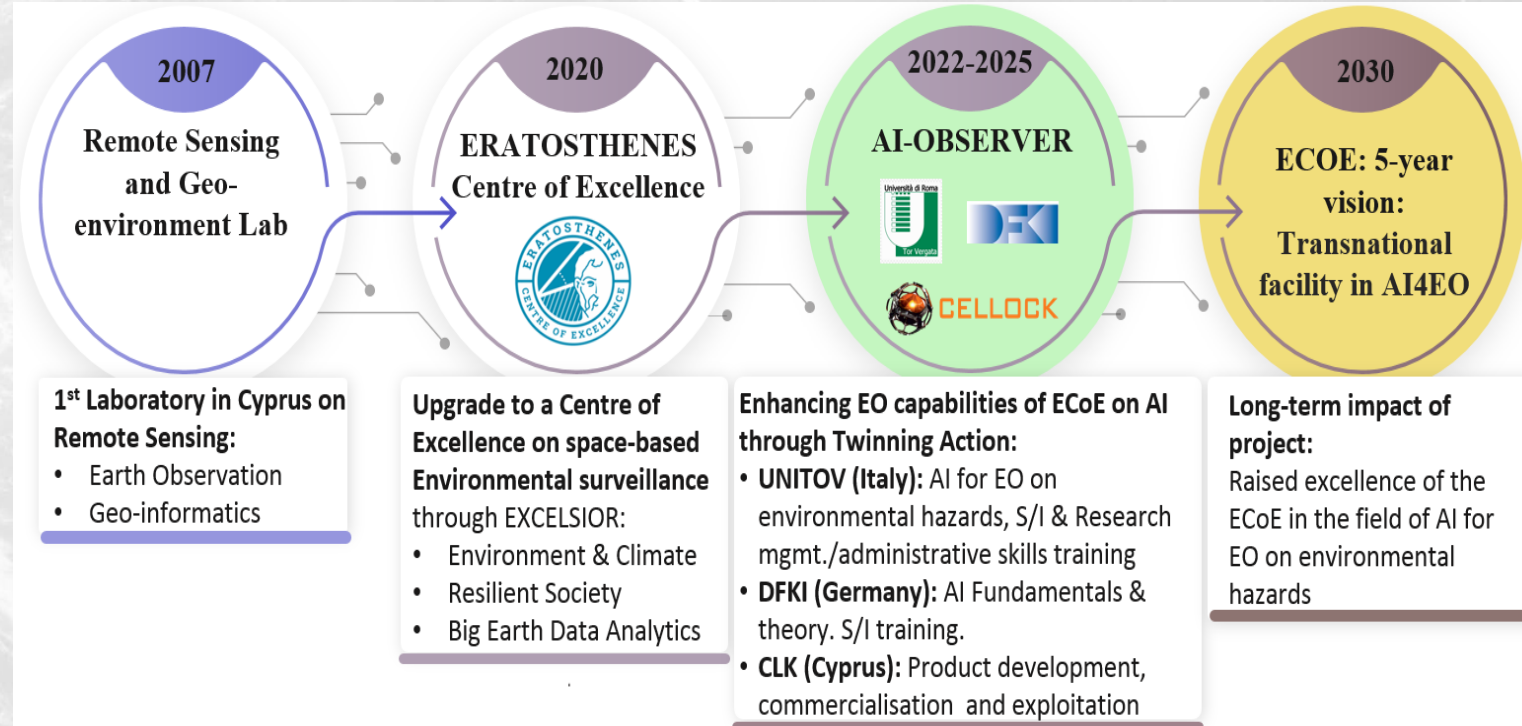 2007
Remote Sensing
and Geo-
environment Lab
1st Laboratory in Cyprus on
Remote Sensing:
• Earth Observation
• Geo-informatics
2020
ERATOSTHENES
Centre of Excellence
ERATOSTHENES
CENTRE OF EXCELLENCE
Upgrade to a Centre of
Excellence on space-based
Environmental surveillance
through EXCELSIOR:
• Environment & Climate
• Resilient Society
• Big Earth Data Analytics
2022-2025
AI-OBSERVER
Università di Roma
Tor Vergata
DFKI
CELLOCK
Enhancing EO capabilities of ECoE on AI
through Twinning Action:
• UNITOV (Italy): AI for EO on
environmental hazards, S/I & Research
mgmt./administrative skills training
• DFKI (Germany): AI Fundamentals &
theory. S/I training.
• CLK (Cyprus): Product development,
commercialisation and exploitation
2030
ECOE: 5-year
vision:
Transnational
facility in AI4EO
Long-term impact of
project:
Raised excellence of the
ECoE in the field of AI for
EO on environmental
hazards